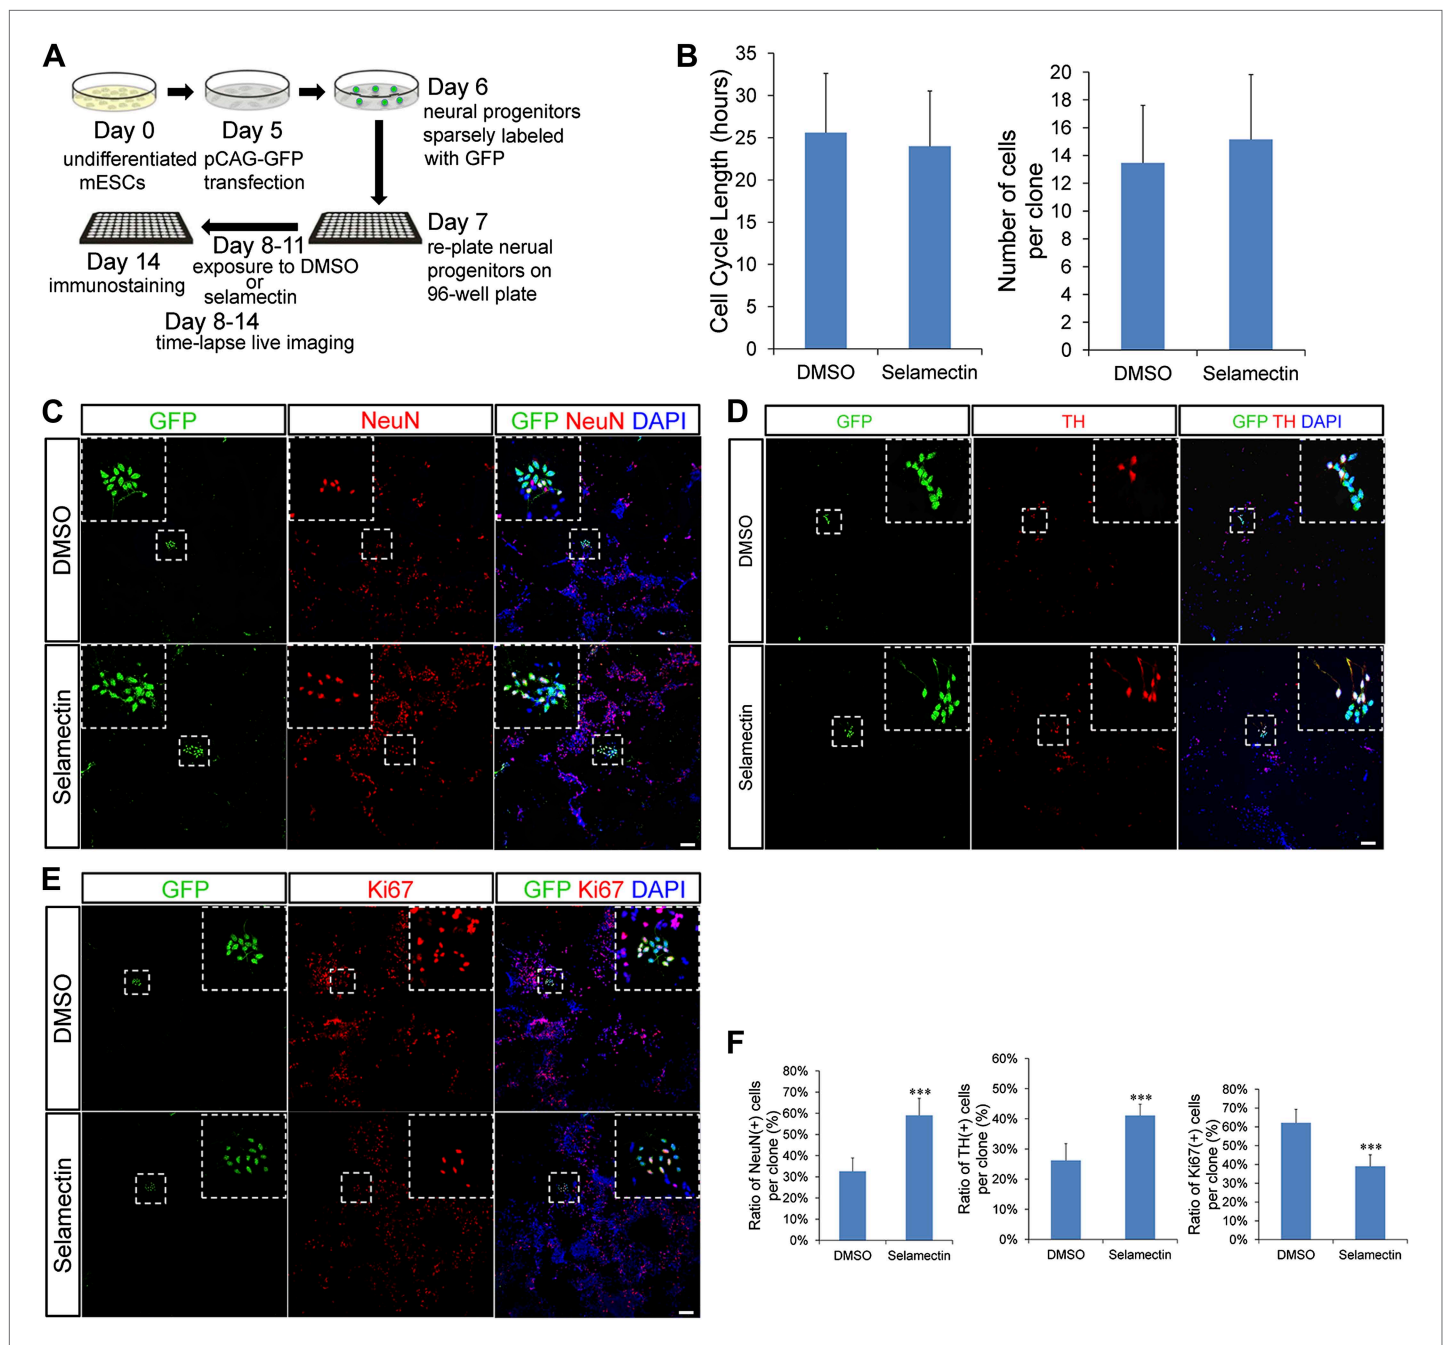 A
Day 0
undifferentiated
mESCs
Day 5
pCAG-GFP
transfection
Day 6
neural progenitors
sparsely labeled
with GFP
Day 7
re-plate nerual
progenitors on
96-well plate
Day 8-11
exposure to DMSO
or
selamectin
Day 14
immunostaining
Day 8-14
time-lapse live imaging
B
Cell Cycle Length (hours)
35
30
25
20
15
10
5
0
DMSO
Selamectin
Number of cells
per clone
20
18
16
14
12
10
8
6
4
2
0
DMSO
Selamectin
C
GFP
NeuN
GFP NeuN DAPI
DMSO
Selamectin
D
GFP
TH
GFP TH DAPI
DMSO
Selamectin
E
GFP
Ki67
GFP Ki67 DAPI
DMSO
Selamectin
F
Ratio of NeuN(+) cells
per clone (%)
80%
70%
60%
50%
40%
30%
20%
10%
0%
***
DMSO
Selamectin
Ratio of TH(+) cells
per clone (%)
60%
50%
40%
30%
20%
10%
0%
***
DMSO
Selamectin
Ratio of Ki67(+) cells
per clone (%)
80%
70%
60%
50%
40%
30%
20%
10%
0%
***
DMSO
Selamectin